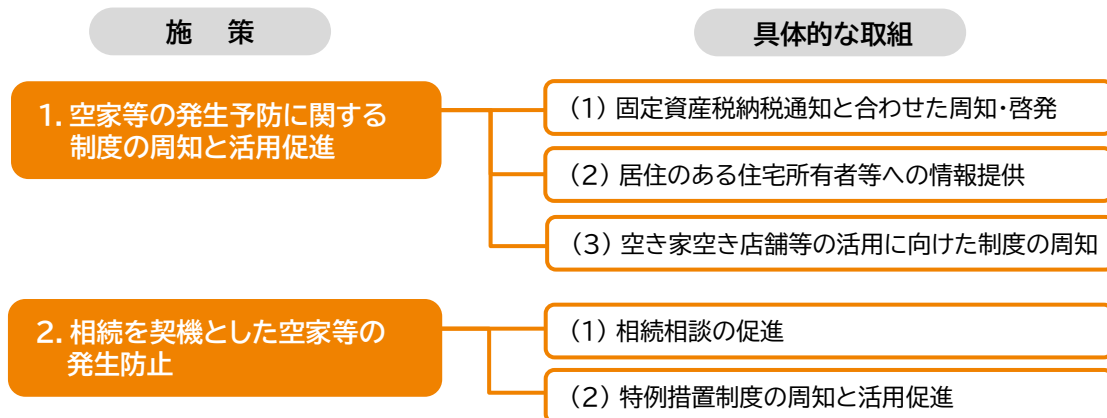 施 策
具体的な取組
1. 空家等の発生予防に関する
制度の周知と活用促進
(1) 固定資産税納税通知と合わせた周知・啓発
(2) 居住のある住宅所有者等への情報提供
(3) 空き家空き店舗等の活用に向けた制度の周知
2. 相続を契機とした空家等の
発生防止
(1) 相続相談の促進
(2) 特例措置制度の周知と活用促進